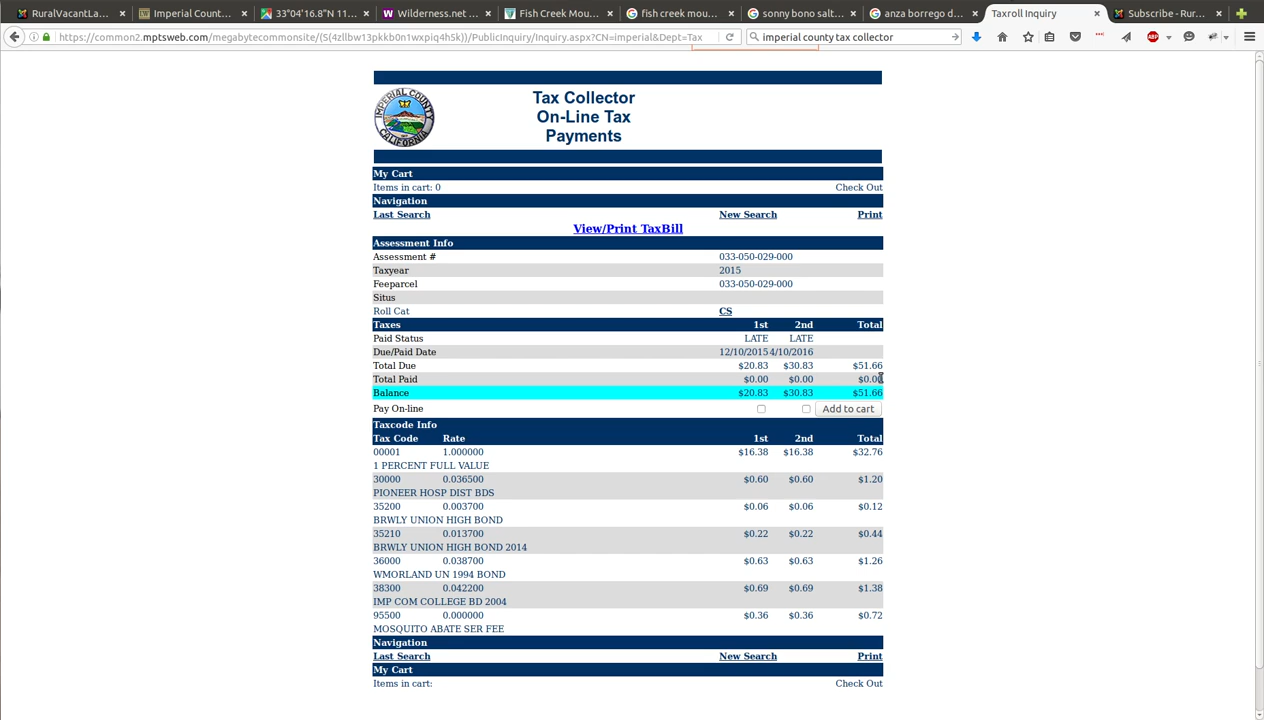 RuralVacantLa...
Imperial Count...
33°04'16.8"N 11...
Wilderness.net ...
Fish Creek Mou...
fish creek mou...
sonny bono salt...
anza borrego d...
Taxroll Inquiry
Subscribe - Rur...
https://common2.mptsweb.com/megabytecommonsite/(S(4zllbw13pkkb0n1wxpiq4h5k))/PublicInquiry/Inquiry.aspx?CN=imperial&Dept=Tax
imperial county tax collector
ABP
IMPERIAL COUNTY
CALIFORNIA
Tax Collector
On-Line Tax
Payments
My Cart
Items in cart: 0 Check Out
Navigation
Last Search New Search Print
View/Print TaxBill
Assessment Info
Assessment # 033-050-029-000
Taxyear 2015
Feeparcel 033-050-029-000
Situs
Roll Cat CS
Taxes 1st 2nd Total
Paid Status LATE LATE
Due/Paid Date 12/10/2015 4/10/2016
Total Due $20.83 $30.83 $51.66
Total Paid $0.00 $0.00 $0.00
Balance $20.83 $30.83 $51.66
Pay On-line Add to cart
Taxcode Info
Tax Code Rate 1st 2nd Total
00001 1.000000 $16.38 $16.38 $32.76
1 PERCENT FULL VALUE
30000 0.036500 $0.60 $0.60 $1.20
PIONEER HOSP DIST BDS
35200 0.003700 $0.06 $0.06 $0.12
BRWLY UNION HIGH BOND
35210 0.013700 $0.22 $0.22 $0.44
BRWLY UNION HIGH BOND 2014
36000 0.038700 $0.63 $0.63 $1.26
WMORLAND UN 1994 BOND
38300 0.042200 $0.69 $0.69 $1.38
IMP COM COLLEGE BD 2004
95500 0.000000 $0.36 $0.36 $0.72
MOSQUITO ABATE SER FEE
Navigation
Last Search New Search Print
My Cart
Items in cart: Check Out